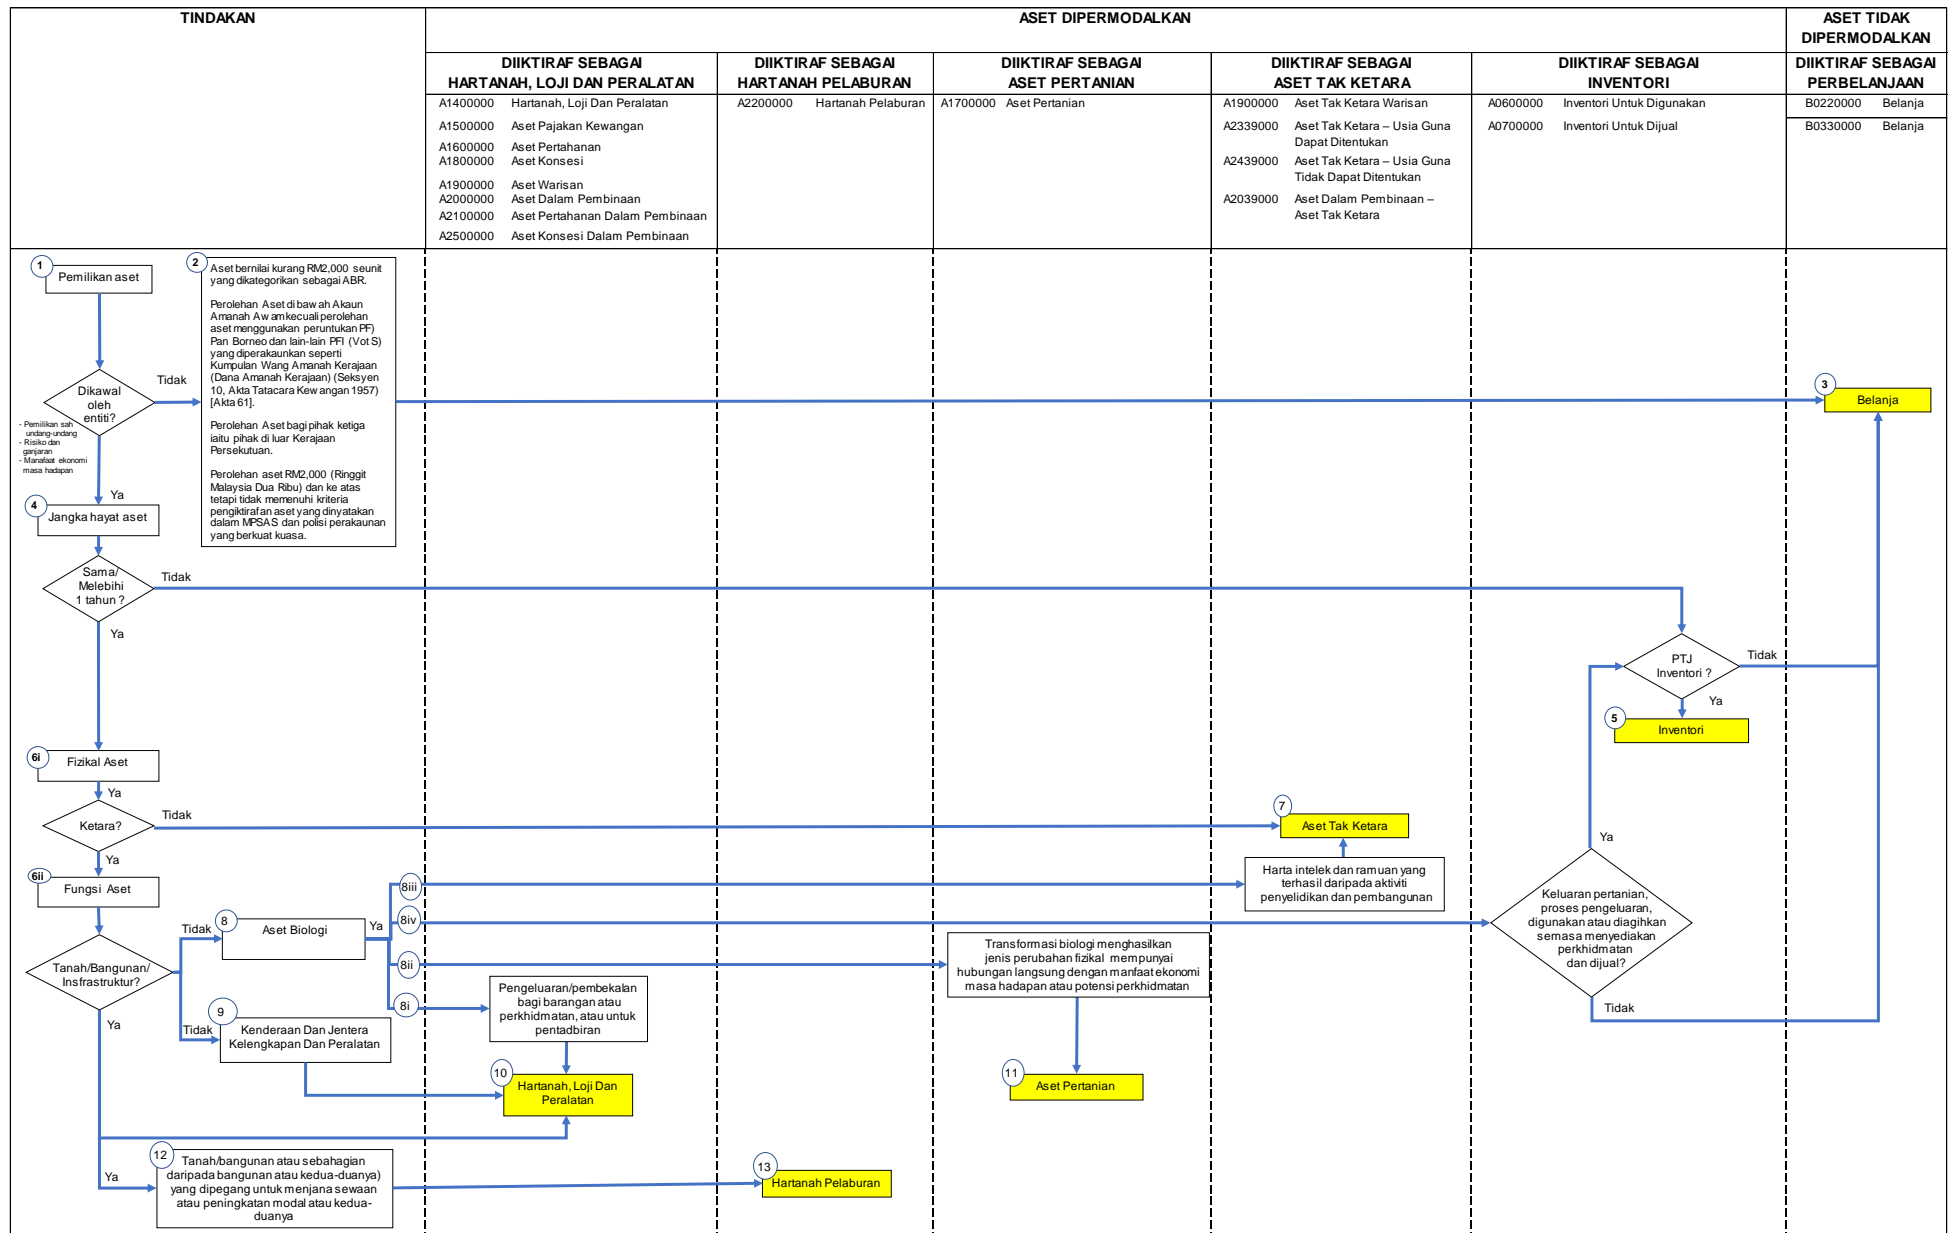 TINDAKAN
ASET DIPERMODALKAN
ASET TIDAK
DIPERMODALKAN
DIIKTIRAF SEBAGAI
HARTANAH, LOJI DAN PERALATAN
DIIKTIRAF SEBAGAI
HARTANAH PELABURAN
DIIKTIRAF SEBAGAI
ASET PERTANIAN
DIIKTIRAF SEBAGAI
ASET TAK KETARA
DIIKTIRAF SEBAGAI
INVENTORI
DIIKTIRAF SEBAGAI
PERBELANJAAN
A1400000 Hartanah, Loji Dan Peralatan
A1500000 Aset Pajakan Kewangan
A1600000 Aset Pertahanan
A1800000 Aset Konsesi
A1900000 Aset Warisan
A2000000 Aset Dalam Pembinaan
A2100000 Aset Pertahanan Dalam Pembinaan
A2500000 Aset Konsesi Dalam Pembinaan
A2200000 Hartanah Pelaburan
A1700000 Aset Pertanian
A1900000 Aset Tak Ketara Warisan
A2339000 Aset Tak Ketara – Usia Guna
Dapat Ditentukan
A2439000 Aset Tak Ketara – Usia Guna
Tidak Dapat Ditentukan
A2039000 Aset Dalam Pembinaan –
Aset Tak Ketara
A0600000 Inventori Untuk Digunakan
A0700000 Inventori Untuk Dijual
B0220000 Belanja
B0330000 Belanja
1
Pemilikan aset
2
Aset bernilai kurang RM2,000 seunit
yang dikategorikan sebagai ABR.
Perolehan Aset di bawah Akaun
Amanah Awam kecuali perolehan
aset menggunakan peruntukan PF)
Pan Borneo dan lain-lain PFI (Vot S)
yang diperakaunkan seperti
Kumpulan Wang Amanah Kerajaan
(Dana Amanah Kerajaan) (Seksyen
10, Akta Tatacara Kewangan 1957)
[Akta 61].
Perolehan Aset bagi pihak ketiga
iaitu pihak di luar Kerajaan
Persekutuan.
Perolehan aset RM2,000 (Ringgit
Malaysia Dua Ribu) dan ke atas
tetapi tidak memenuhi kriteria
pengiktirafan aset yang dinyatakan
dalam MPSAS dan polisi perakaunan
yang berkuat kuasa.
Dikawal
oleh
entiti?
Tidak
- Pemilikan sah
undang-undang
- Risiko dan
ganjaran
- Manafaat ekonomi
masa hadapan
3
Belanja
Ya
4
Jangka hayat aset
Sama/
Melebihi
1 tahun ?
Tidak
Ya
PTJ
Inventori ?
Tidak
Ya
5
Inventori
6i
Fizikal Aset
Ya
Ketara?
Tidak
7
Aset Tak Ketara
Ya
6ii
Fungsi Aset
8iii
Harta intelek dan ramuan yang
terhasil daripada aktiviti
penyelidikan dan pembangunan
Ya
Keluaran pertanian,
proses pengeluaran,
digunakan atau diagihkan
semasa menyediakan
perkhidmatan
dan dijual?
Tidak
Tidak
8
Aset Biologi
Ya
8iv
8ii
8i
Transformasi biologi menghasilkan
jenis perubahan fizikal mempunyai
hubungan langsung dengan manfaat ekonomi
masa hadapan atau potensi perkhidmatan
Tanah/Bangunan/
Insfrastruktur?
Pengeluaran/pembekalan
bagi barangan atau
perkhidmatan, atau untuk
pentadbiran
Ya
Tidak
9
Kenderaan Dan Jentera
Kelengkapan Dan Peralatan
10
Hartanah, Loji Dan
Peralatan
11
Aset Pertanian
Ya
12
Tanah/bangunan atau sebahagian
daripada bangunan atau kedua-duanya)
yang dipegang untuk menjana sewaan
atau peningkatan modal atau kedua-
duanya
13
Hartanah Pelaburan